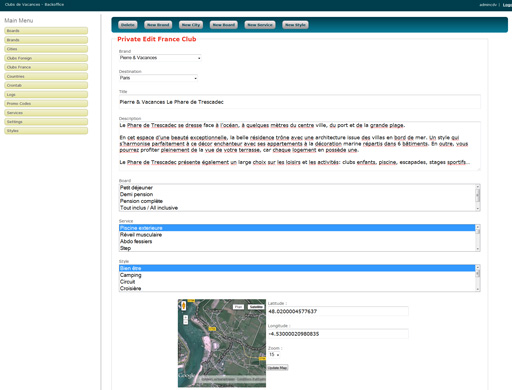 Clubs de Vacances - Backoffice
Main Menu
Boards
Brands
Cities
Clubs Foreign
Clubs France
Countries
Crontab
Logs
Promo Codes
Services
Settings
Styles
Delete New Brand New City New Board New Service New Style
Private Edit France Club
Brand
Pierre & Vacances
Destination
Paris
Title
Pierre & Vacances Le Phare de Trescadec
Description
Le Phare de Trescadec se dresse face à l'océan, à quelques mètres du centre ville, du port et de la grande plage.
En cet espace d'une beauté exceptionnelle, la belle résidence trône avec une architecture issue des villas en bord de mer. Un style qui
s'harmonise parfaitement à ce décor enchanteur avec ses appartements à la décoration marine répartis dans 6 bâtiments. En outre, vous
pourrez profiter pleinement de la vue de votre terrasse, car chaque logement en possède une.
Le Phare de Trescadec présente également un large choix sur les loisirs et les activités: clubs enfants, piscine, escapades, stages sportifs...
Board
Petit déjeuner
Demi pension
Pension complète
Tout inclus / All inclusive
Service
Piscine exterieure
Réveil musculaire
Abdo fessiers
Step
Style
Bien être
Camping
Circuit
Croisière
Plan Satellite
Latitude :
48.0200004577637
Longitude :
-4.53000020980835
Zoom :
15
Update Map
Google